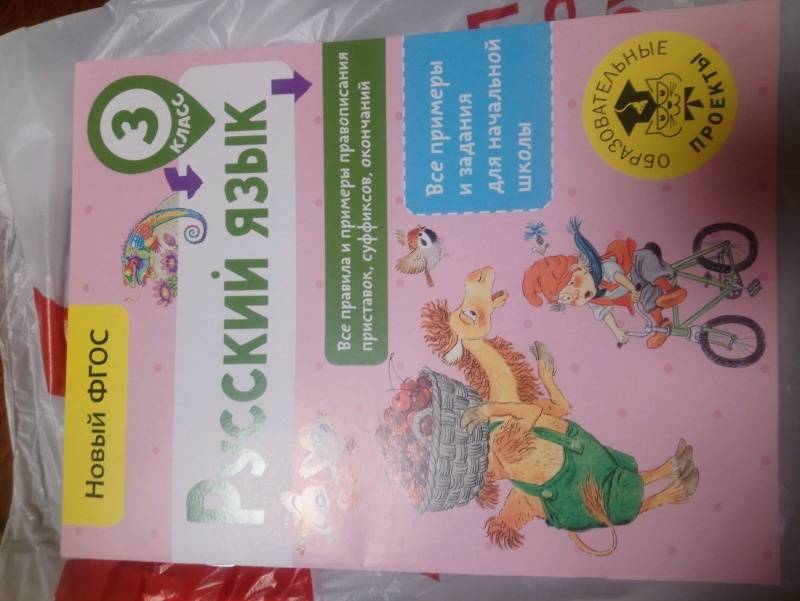 Новый ФГОС
3
класс
Русский язык
Все правила и примеры правописания
приставок, суффиксов, окончаний
Все примеры
и задания
для начальной
школы
ОБРАЗОВАТЕЛЬНЫЕ
ПРОЕКТЫ